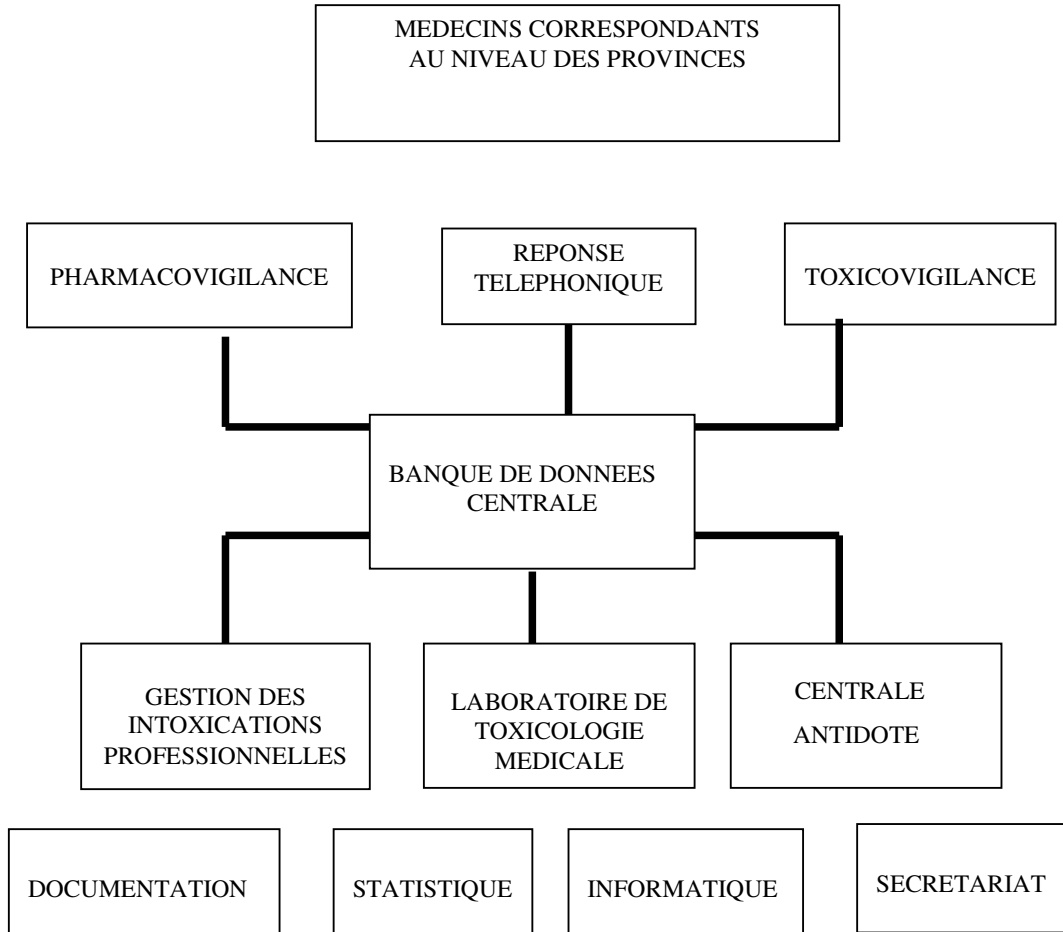 MEDECINS CORRESPONDANTS
AU NIVEAU DES PROVINCES
PHARMACOVIGILANCE
REPONSE
TELEPHONIQUE
TOXICOVIGILANCE
BANQUE DE DONNEES
CENTRALE
GESTION DES
INTOXICATIONS
PROFESSIONNELLES
LABORATOIRE DE
TOXICOLOGIE
MEDICALE
CENTRALE
ANTIDOTE
DOCUMENTATION
STATISTIQUE
INFORMATIQUE
SECRETARIAT